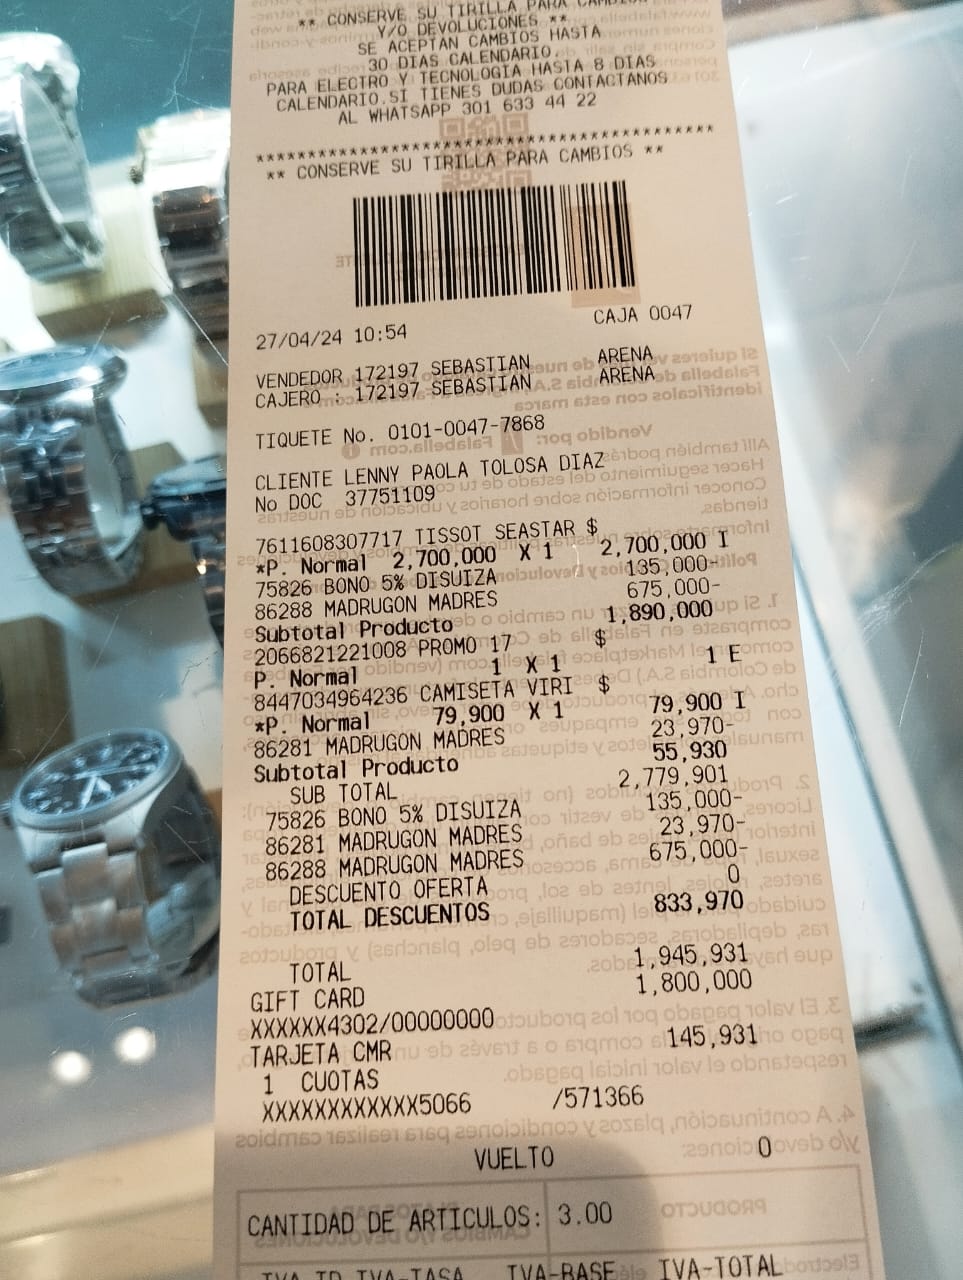 ** CONSERVE SU TIRILLA PARA CAMBIOS
Y/O DEVOLUCIONES **
SE ACEPTAN CAMBIOS HASTA
30 DIAS CALENDARIO.
PARA ELECTRO Y TECNOLOGIA HASTA 8 DIAS
CALENDARIO.SI TIENES DUDAS CONTACTANOS
AL WHATSAPP 301 633 44 22
****************************************
** CONSERVE SU TIRILLA PARA CAMBIOS **
27/04/24 10:54 CAJA 0047
VENDEDOR 172197 SEBASTIAN ARENA
CAJERO : 172197 SEBASTIAN ARENA
TIQUETE No. 0101-0047-7868
CLIENTE LENNY PAOLA TOLOSA DIAZ
No DOC 37751109
7611608307717 TISSOT SEASTAR $
*P. Normal 2,700,000 X 1 2,700,000 I
75826 BONO 5% DISUIZA 135,000-
86288 MADRUGON MADRES 675,000-
Subtotal Producto 1,890,000
2066821221008 PROMO 17 $
P. Normal 1 X 1 1 E
8447034964236 CAMISETA VIRI $
*P. Normal 79,900 X 1 79,900 I
86281 MADRUGON MADRES 23,970-
Subtotal Producto 55,930
SUB TOTAL 2,779,901
75826 BONO 5% DISUIZA 135,000-
86281 MADRUGON MADRES 23,970-
86288 MADRUGON MADRES 675,000-
DESCUENTO OFERTA 0
TOTAL DESCUENTOS 833,970
TOTAL 1,945,931
GIFT CARD 1,800,000
XXXXXX4302/00000000
TARJETA CMR 145,931
1 CUOTAS
XXXXXXXXXXXX5066 /571366
VUELTO 0
CANTIDAD DE ARTICULOS: 3.00
IVA TD IVA-TASA IVA-BASE IVA-TOTAL